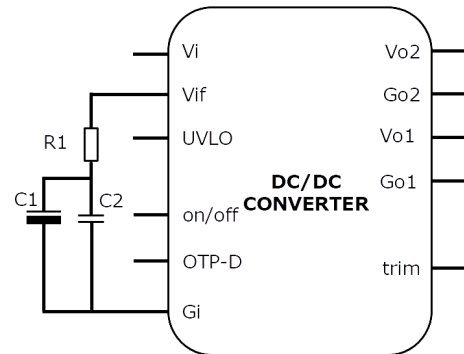 Vi
Vo2
Vif
Go2
R1
UVLO
Vo1
DC/DC
CONVERTER
Go1
C1
C2
on/off
OTP-D
trim
Gi